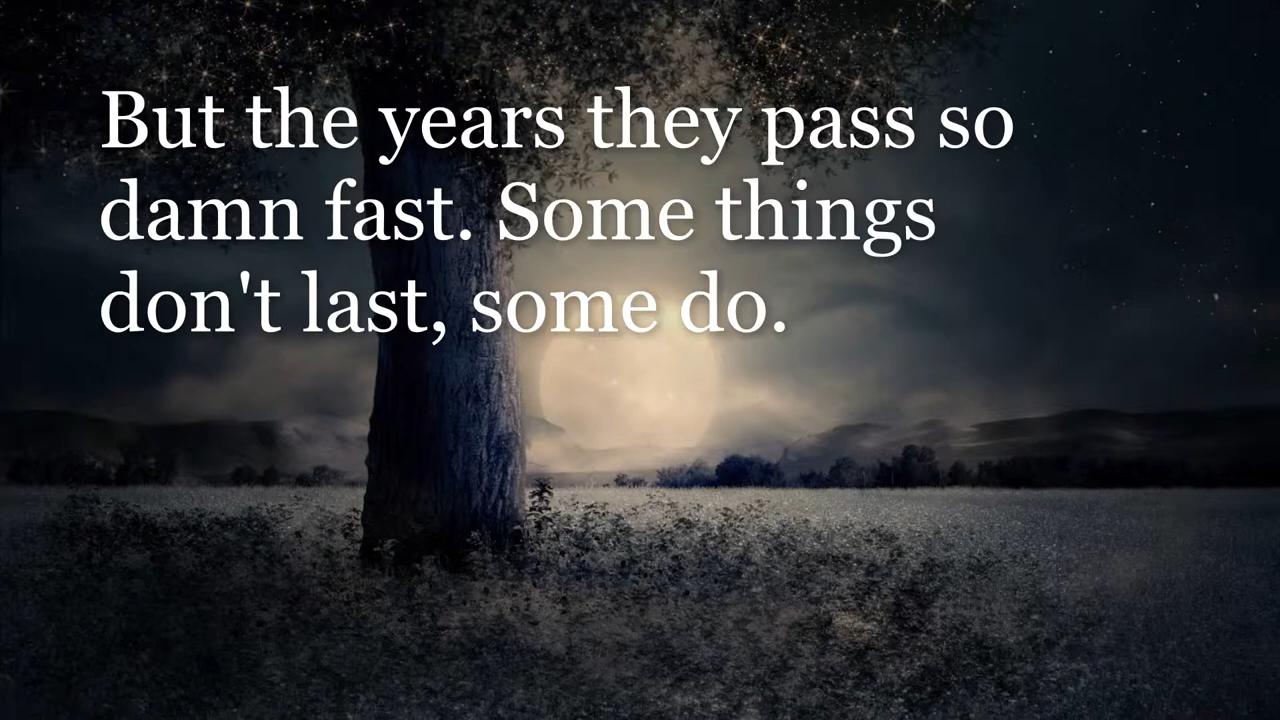 But the years they pass so
damn fast. Some things
don't last, some do.